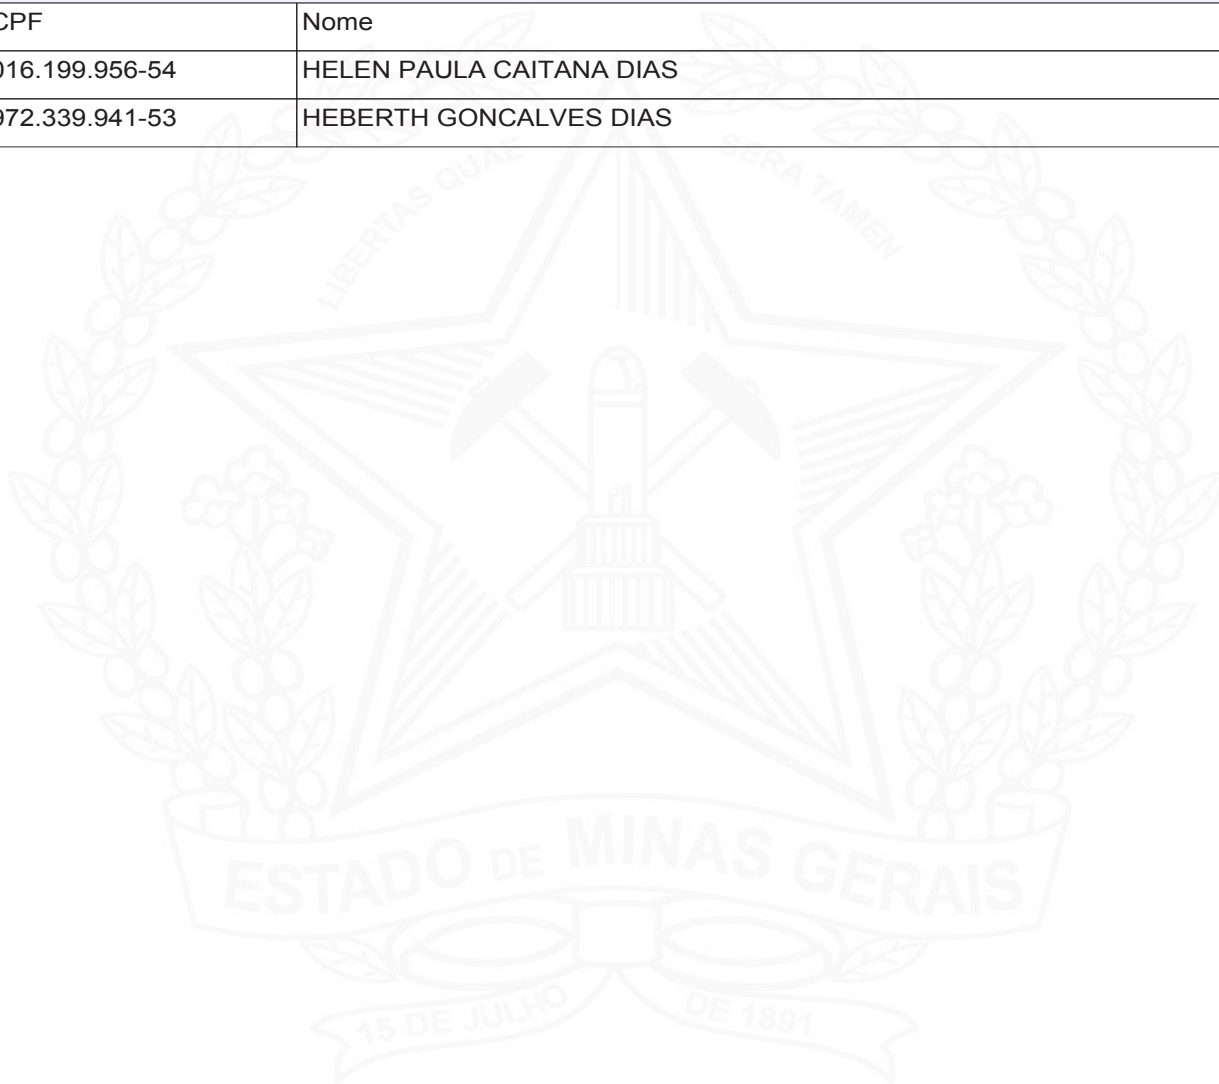 CPF Nome
016.199.956-54 HELEN PAULA CAITANA DIAS
972.339.941-53 HEBERTH GONCALVES DIAS
LIBERTAS QUAE SERA TAMEN
ESTADO DE MINAS GERAIS
15 DE JULHO DE 1891